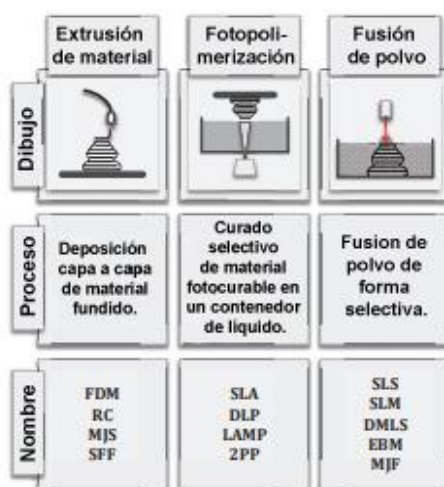 Extrusión
de material
Fotopoli-
merización
Fusión
de polvo
Dibujo
Proceso
Deposición
capa a capa
de material
fundido.
Curado
selectivo
de material
fotocurable en
un contenedor
de líquido.
Fusion de
polvo de
forma
selectiva.
Nombre
FDM
RC
MJS
SFF
SLA
DLP
LAMP
2PP
SLS
SLM
DMLS
EBM
MJF